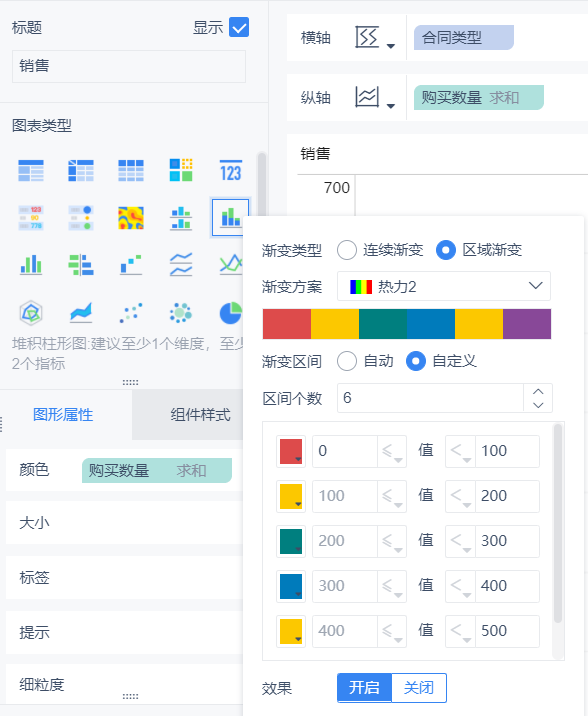 标题
显示
销售
图表类型
123
123
80
779
堆积柱形图:建议至少1个维度，至少
2个指标
图形属性
组件样式
颜色
购买数量 求和
大小
标签
提示
细粒度
横轴
合同类型
纵轴
购买数量 求和
销售
700
渐变类型 连续渐变 区域渐变
渐变方案 热力2
渐变区间 自动 自定义
区间个数 6
0 ≤ 值 < 100
100 ≤ 值 < 200
200 ≤ 值 < 300
300 ≤ 值 < 400
400 ≤ 值 < 500
效果 开启 关闭